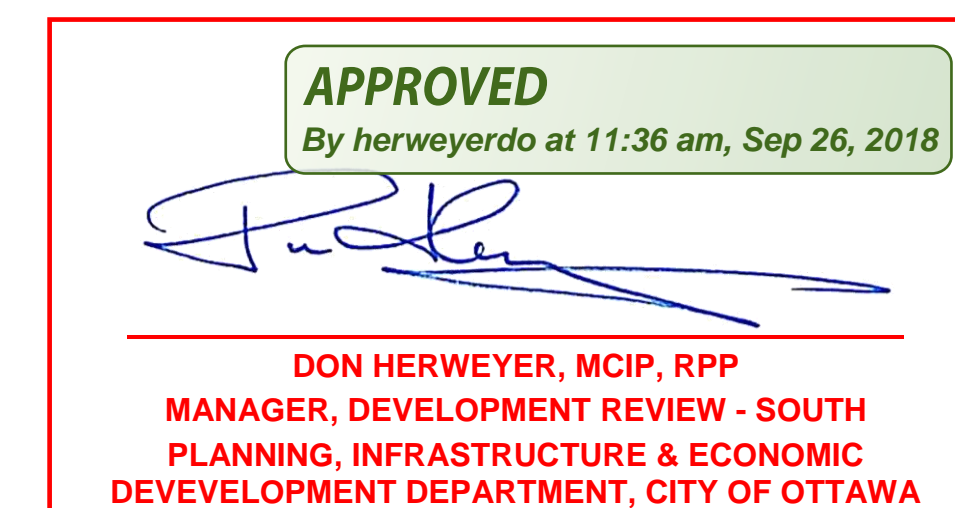 APPROVED
By herweyerdo at 11:36 am, Sep 26, 2018
DON HERWEYER, MCIP, RPP
MANAGER, DEVELOPMENT REVIEW - SOUTH
PLANNING, INFRASTRUCTURE & ECONOMIC
DEVEVELOPMENT DEPARTMENT, CITY OF OTTAWA